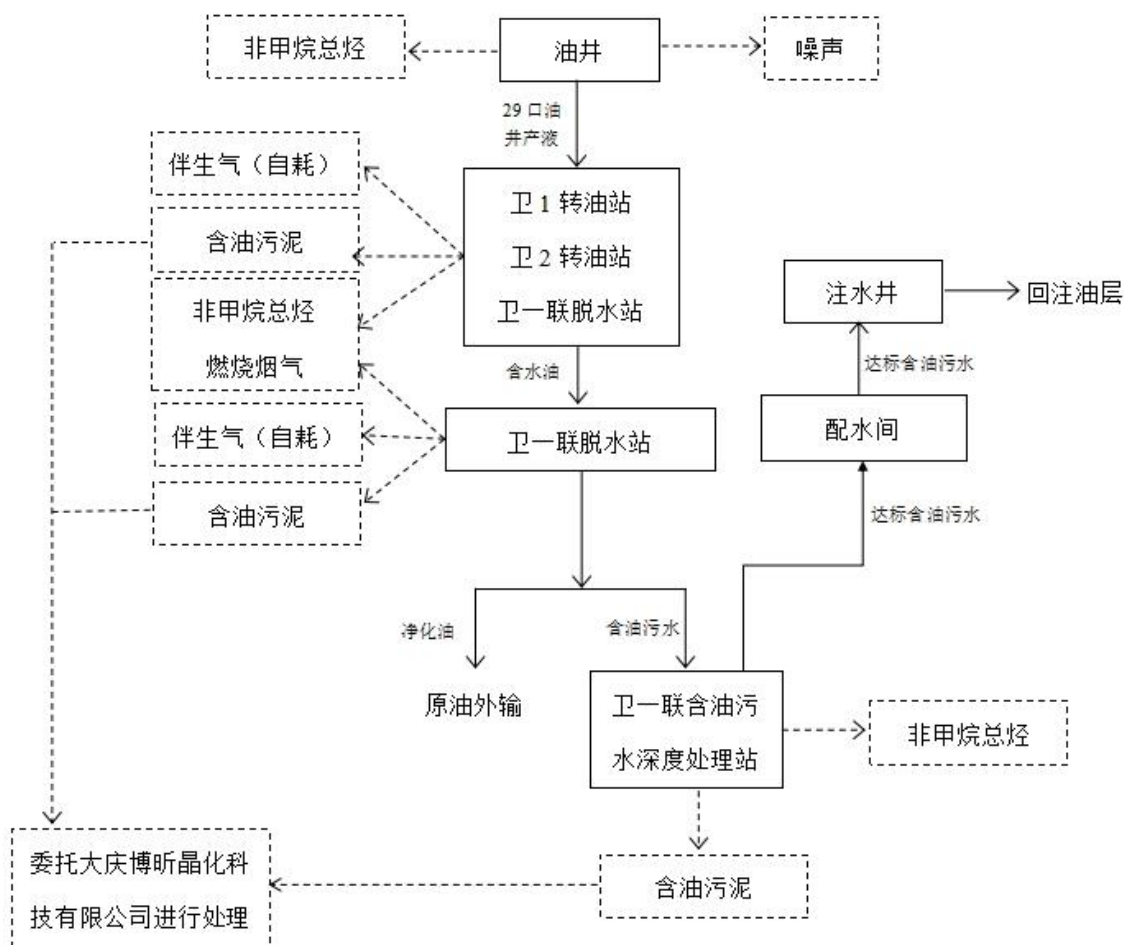 非甲烷总烃
油井
噪声
29 口油
井产液
伴生气（自耗）
含油污泥
非甲烷总烃
燃烧烟气
卫 1 转油站
卫 2 转油站
卫一联脱水站
注水井
回注油层
含水油
达标含油污水
伴生气（自耗）
卫一联脱水站
配水间
含油污泥
达标含油污水
净化油
含油污水
原油外输
卫一联含油污
水深度处理站
非甲烷总烃
委托大庆博昕晶化科
技有限公司进行处理
含油污泥